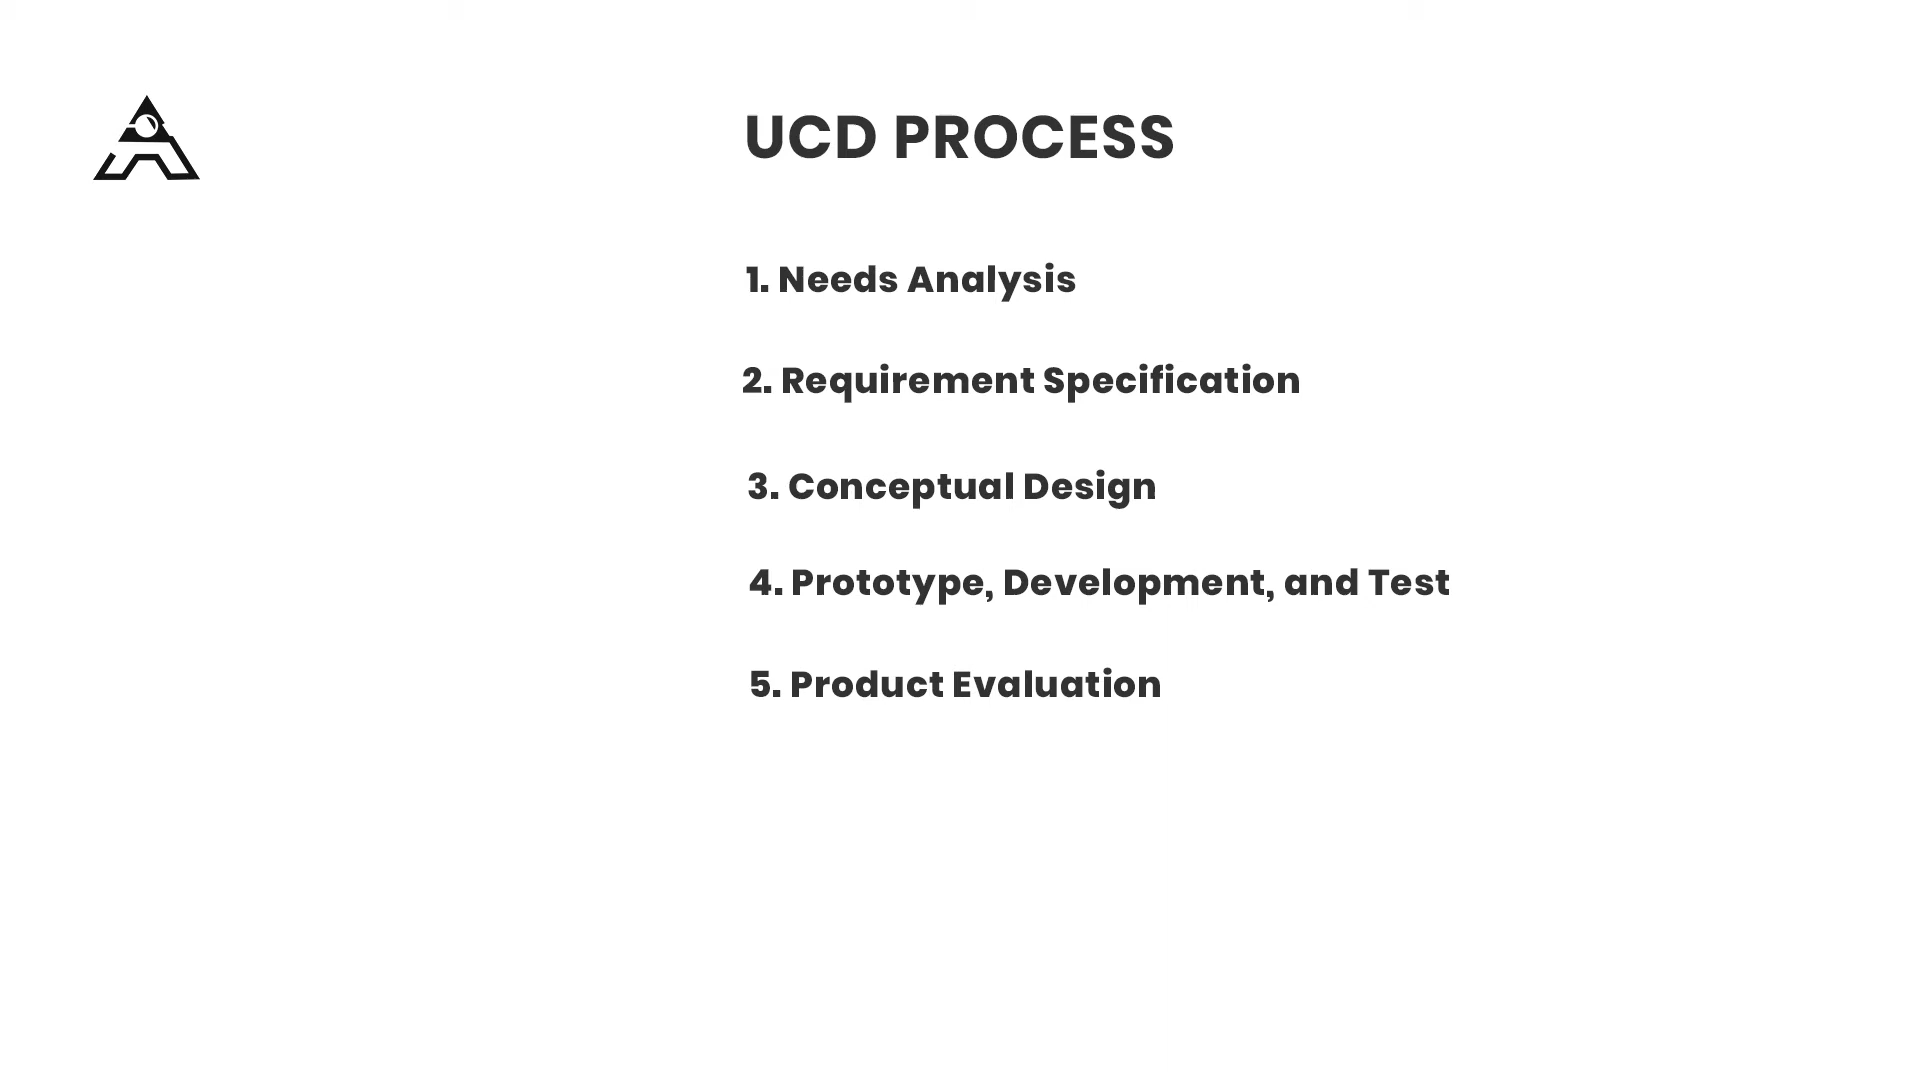 UCD PROCESS
1. Needs Analysis
2. Requirement Specification
3. Conceptual Design
4. Prototype, Development, and Test
5. Product Evaluation